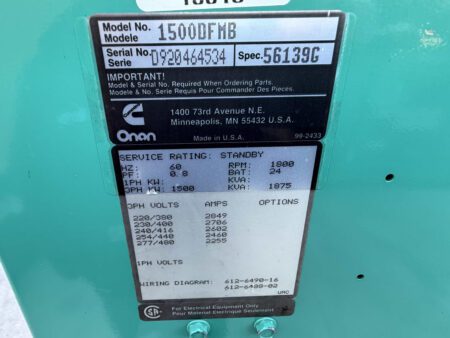 Model No. 1500DFMB
Modele
Serial No. D920464534 Spec. 56139G
Serie
IMPORTANT!
Model & Serial No. Required When Ordering Parts.
Modele & No. Serie Requis Pour Commander Des Pieces.
1400 73rd Avenue N.E.
Minneapolis, MN 55432 U.S.A.
Onan
Made in U.S.A.
99-2433
SERVICE RATING: STANDBY
HZ: 60 RPM: 1800
PF: 0.8 BAT: 24
1PH KW: KVA:
3PH KW: 1500 KVA: 1875
3PH VOLTS AMPS OPTIONS
220/380 2849
230/400 2706
240/416 2602
254/440 2460
277/480 2255
1PH VOLTS
WIRING DIAGRAM: 612-6490-16
612-6488-02
For Electrical Equipment Only
Pour Materiel Electrique Seulement